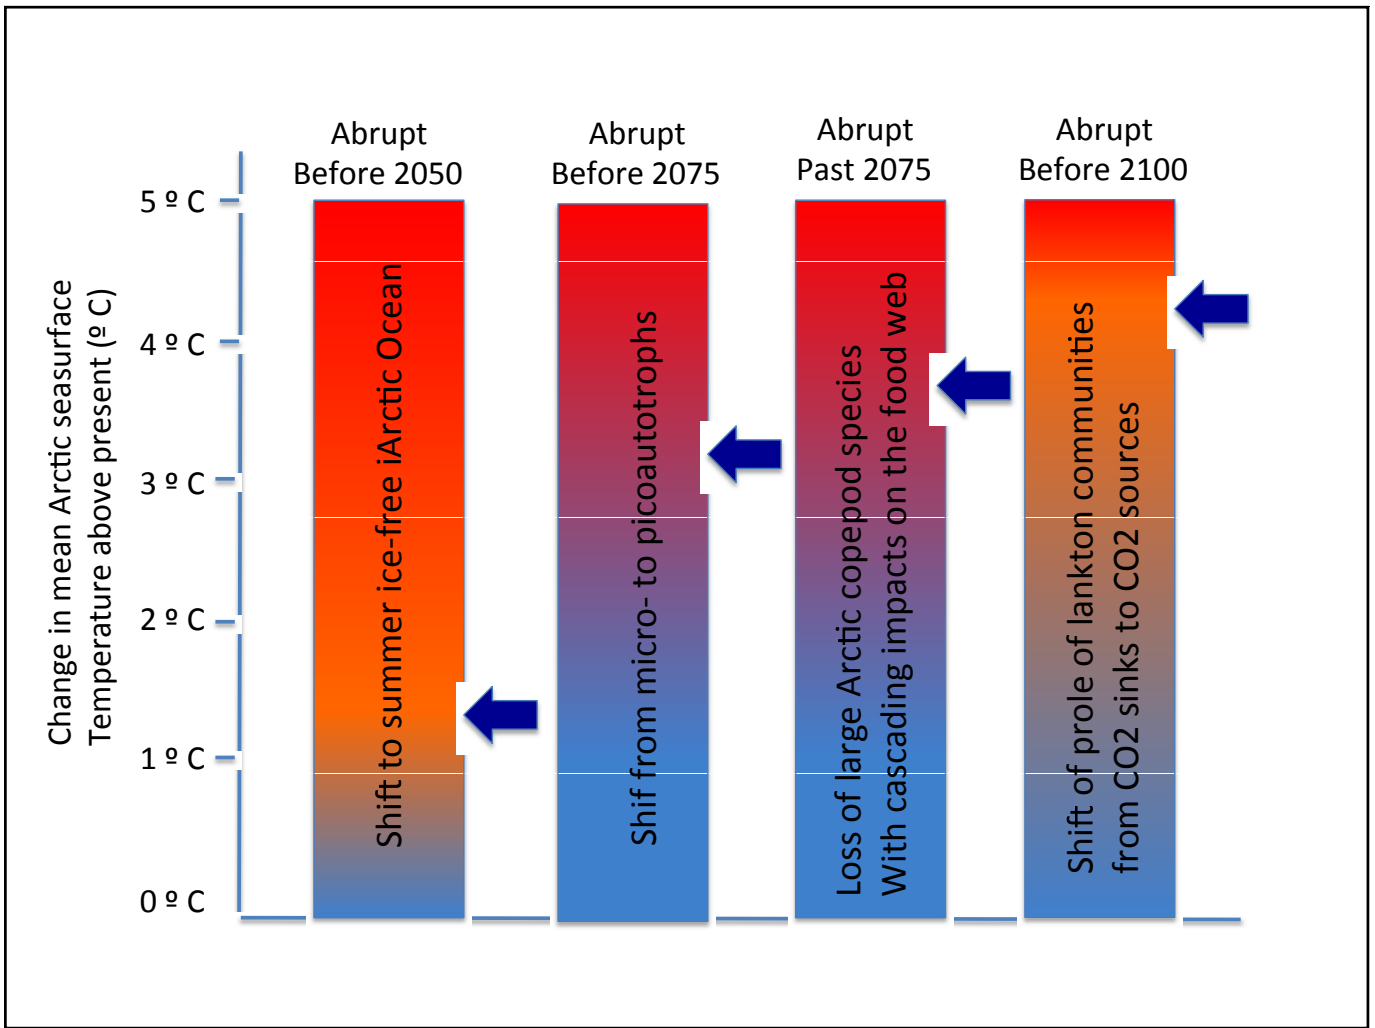 Abrupt
Before 2050
Abrupt
Before 2075
Abrupt
Past 2075
Abrupt
Before 2100
Change in mean Arctic seasurface
Temperature above present (º C)
5 º C
4 º C
3 º C
2 º C
1 º C
0 º C
Shift to summer ice-free iArctic Ocean
Shif from micro- to picoautotrophs
Loss of large Arctic copepod species
With cascading impacts on the food web
Shift of prole of lankton communities
from CO2 sinks to CO2 sources